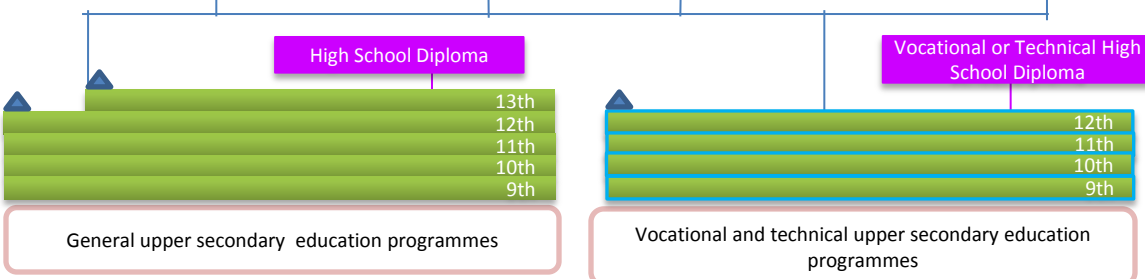 High School Diploma
Vocational or Technical High
School Diploma
13th
12th
11th
10th
9th
12th
11th
10th
9th
General upper secondary education programmes
Vocational and technical upper secondary education
programmes